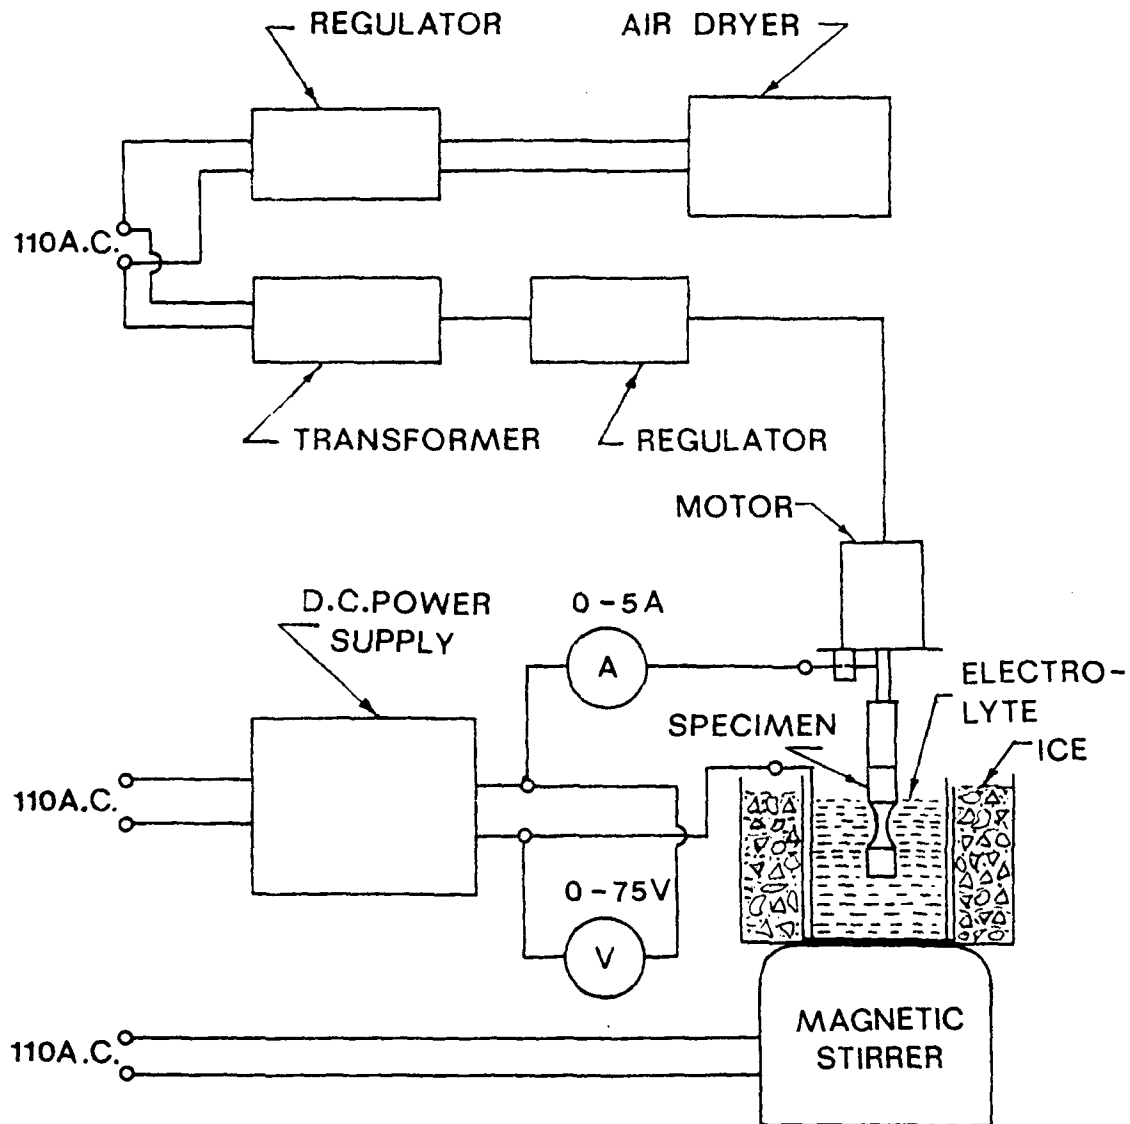 REGULATOR
AIR DRYER
110A.C.
TRANSFORMER
REGULATOR
MOTOR
D.C.POWER
SUPPLY
0-5A
A
ELECTRO-
LYTE
SPECIMEN
ICE
110A.C.
0-75V
V
MAGNETIC
STIRRER
110A.C.